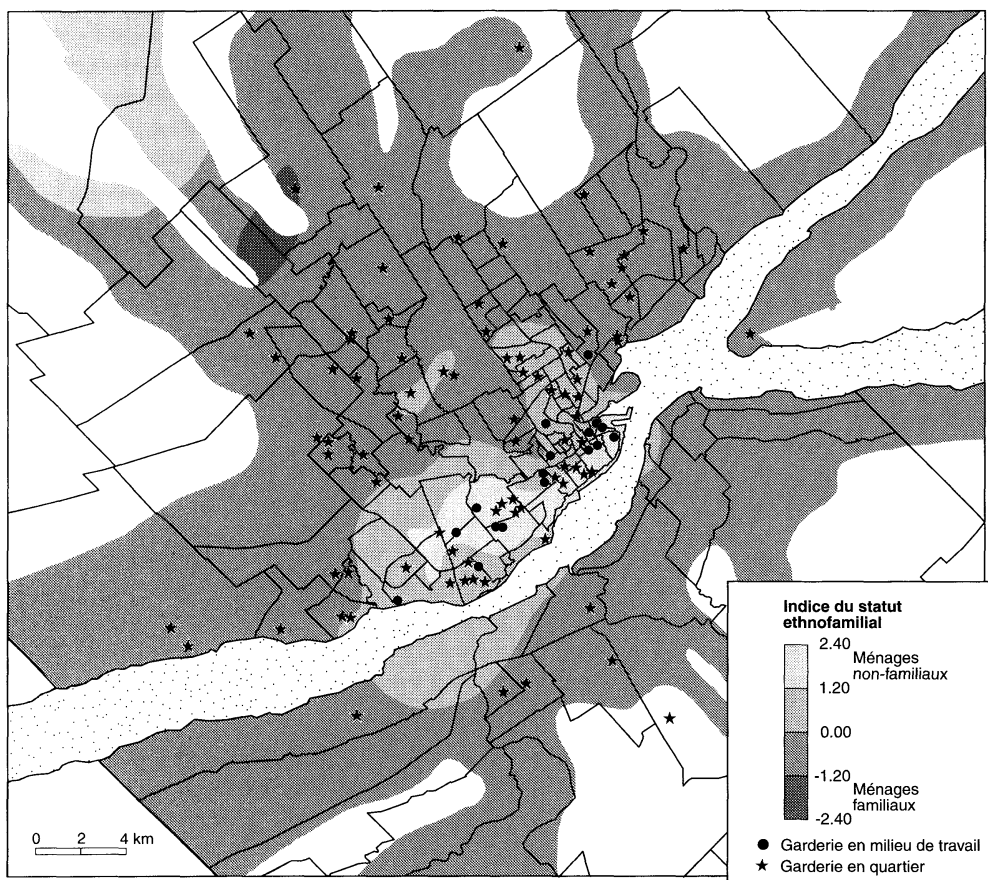 Indice du statut
ethnofamilial
2.40
Ménages
non-familiaux
1.20
0.00
-1.20
Ménages
familiaux
-2.40
Garderie en milieu de travail
Garderie en quartier
0 2 4 km